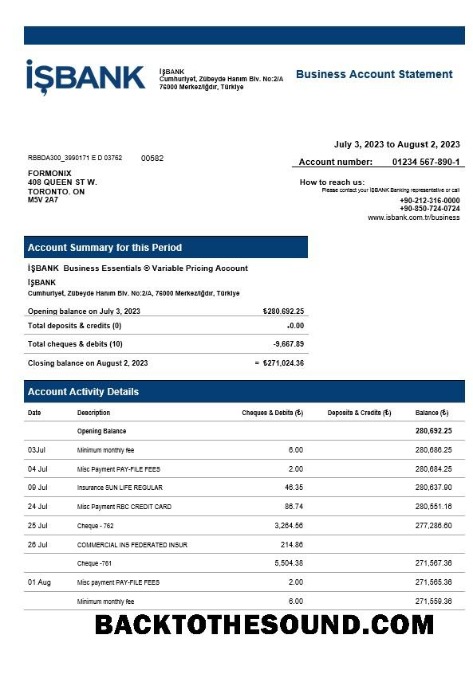 İŞBANK
İŞBANK
Cumhuriyet, Zübeyde Hanım Blv. No:2/A
76000 Merkez/Iğdır, Türkiye
Business Account Statement
July 3, 2023 to August 2, 2023
Account number: 01234 567-890-1
RBBDA300_3990171 E D 03762 00582
FORMONIX
408 QUEEN ST W.
TORONTO. ON
M5V 2A7
How to reach us:
Please contact your İŞBANK Banking representative or call
+90-212-316-0000
+90-850-724-0724
www.isbank.com.tr/business
Account Summary for this Period
İŞBANK Business Essentials ® Variable Pricing Account
İŞBANK
Cumhuriyet, Zübeyde Hanım Blv. No:2/A, 76000 Merkez/Iğdır, Türkiye
Opening balance on July 3, 2023 ₺280.692.25
Total deposits & credits (0) .0.00
Total cheques & debits (10) -9,667.89
Closing balance on August 2, 2023 = ₺271,024.36
Account Activity Details
Date Description Cheques & Debits (₺) Deposits & Credits (₺) Balance (₺)
Opening Balance 280,692.25
03Jul Minimum monthly fee 6.00 280,686.25
04 Jul Misc Payment PAY-FILE FEES 2.00 280,684.25
09 Jul Insurance SUN LIFE REGULAR 46.35 280,637.90
24 Jul Misc Payment RBC CREDIT CARD 86.74 280,551.16
25 Jul Cheque - 762 3,264.56 277,286.60
26 Jul COMMERCIAL INS FEDERATED INSUR 214.86
Cheque -761 5,504.38 271,567.36
01 Aug Misc payment PAY-FILE FEES 2.00 271,565.36
Minimum monthly fee 6.00 271,559.36
BACKTOTHESOUND.COM